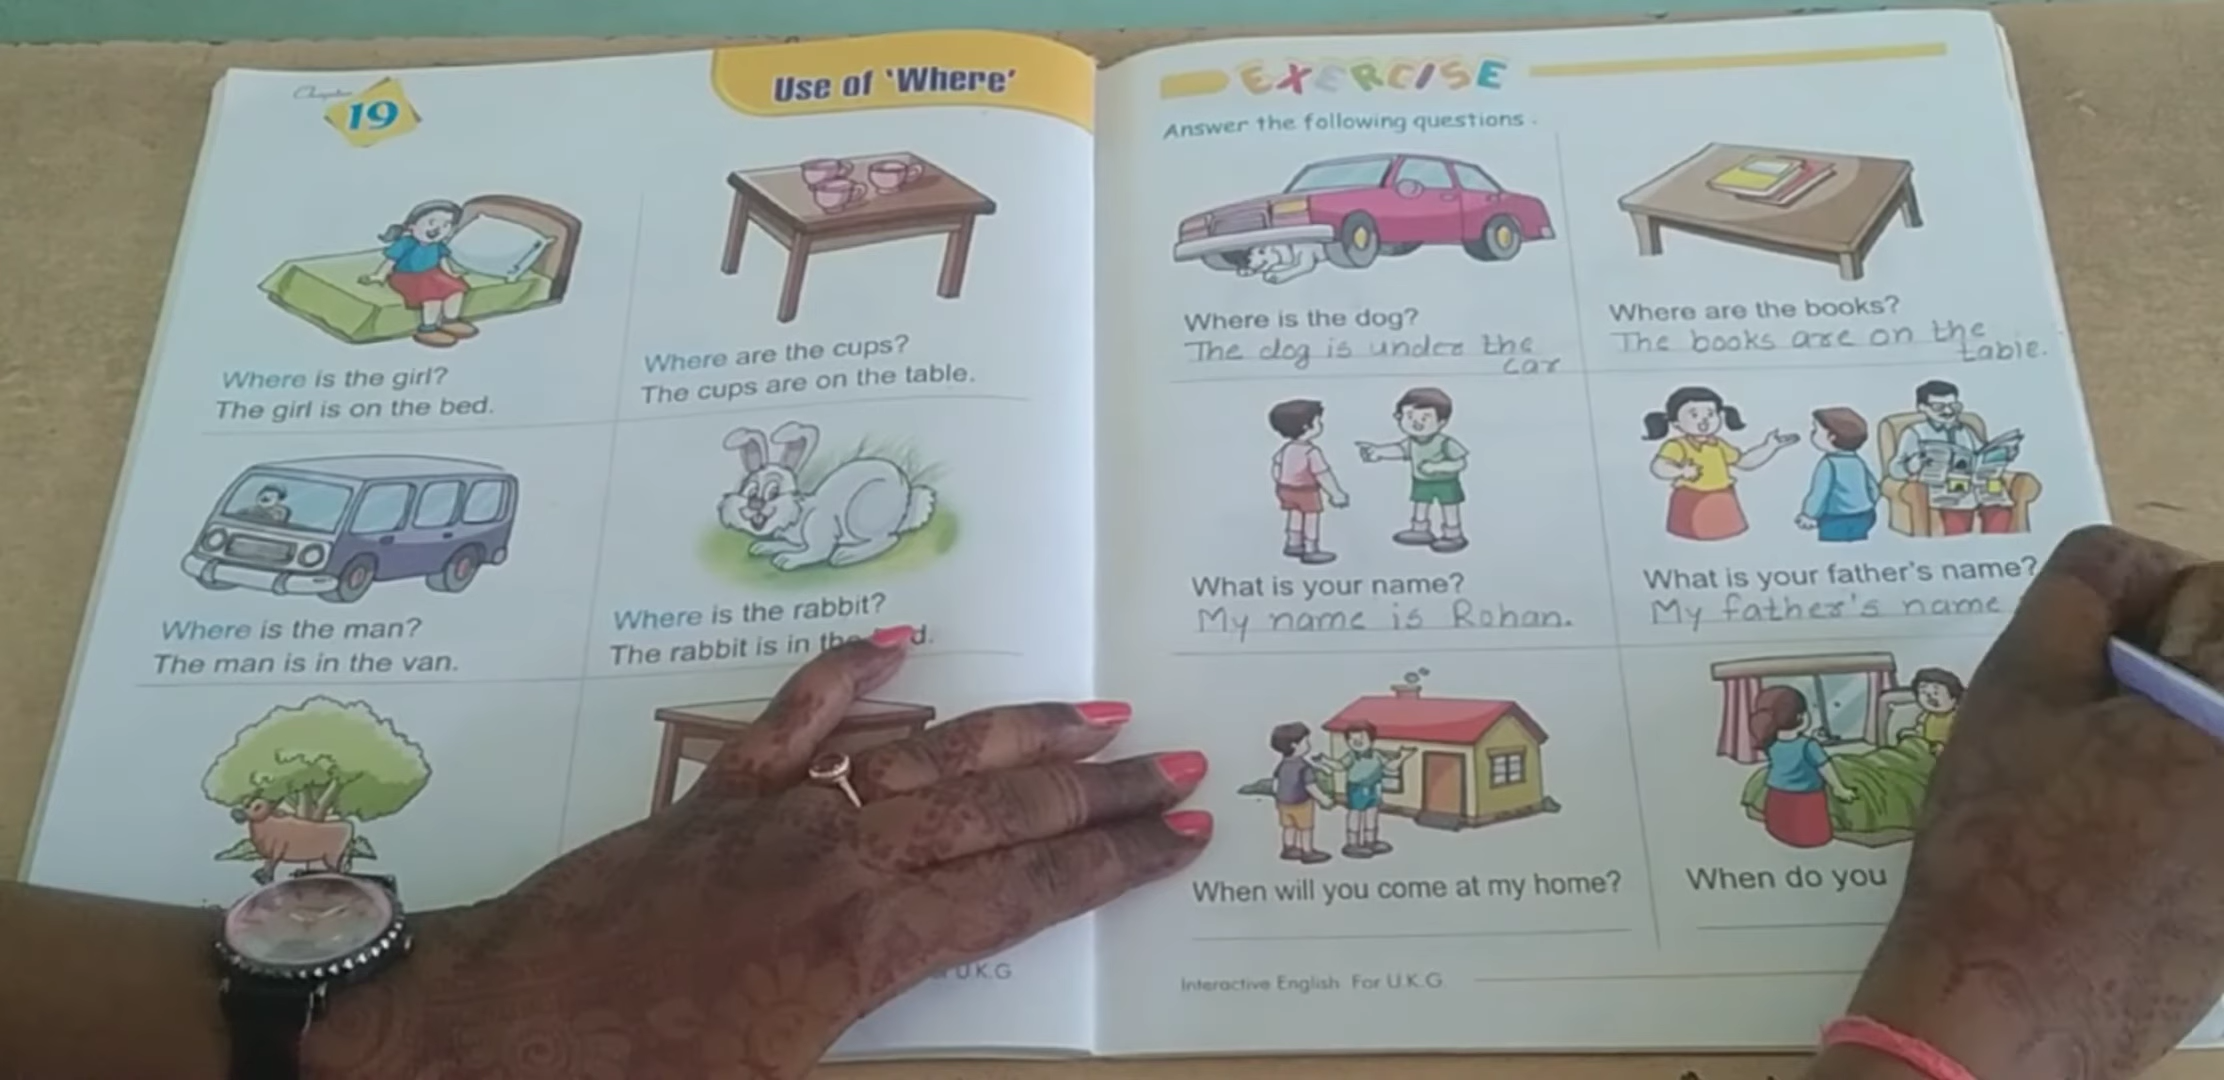 Chapter
19
Use of 'Where'
Where is the girl?
The girl is on the bed.
Where are the cups?
The cups are on the table.
Where is the man?
The man is in the van.
Where is the rabbit?
The rabbit is in the
U.K.G
EXERCISE
Answer the following questions.
Where is the dog?
The dog is under the
car
Where are the books?
The books are on the
table.
What is your name?
My name is Rohan.
What is your father's name?
My father's name
When will you come at my home?
When do you
Interactive English For U.K.G.